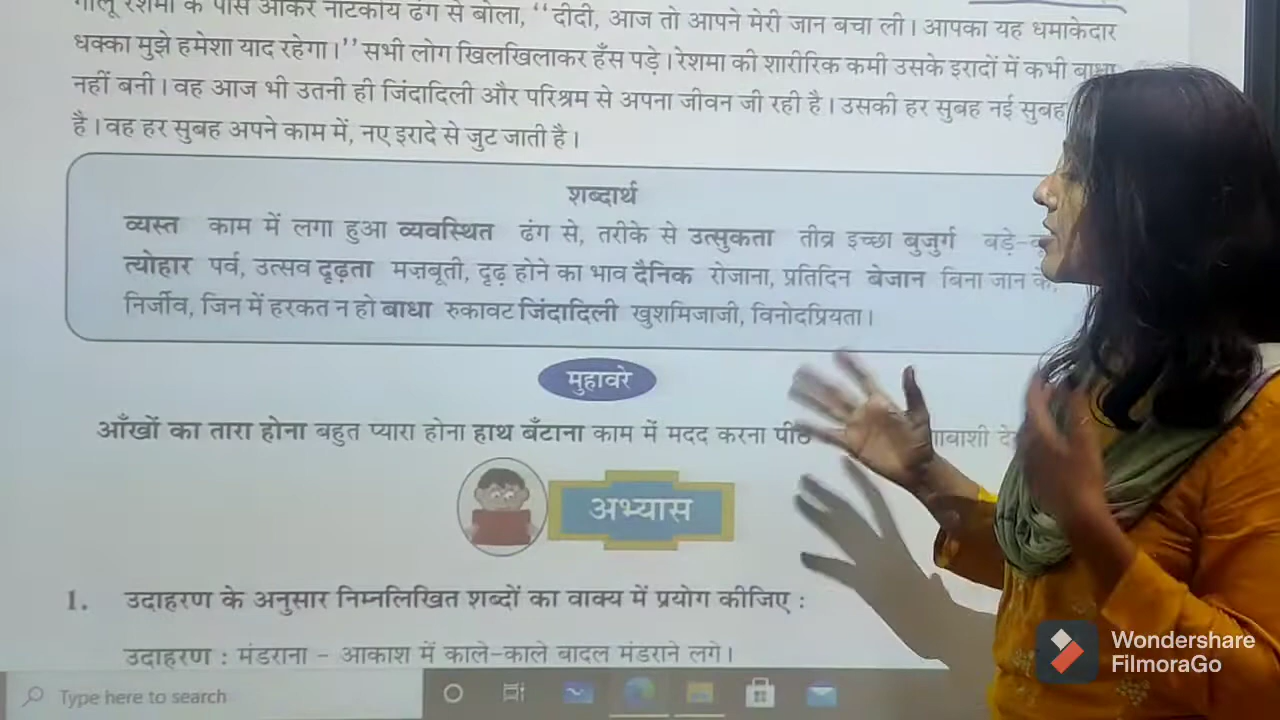 गोलू रेशमा के पास आकर नाटकीय ढंग से बोला, ‘‘दीदी, आज तो आपने मेरी जान बचा ली। आपका यह धमाकेदार
धक्का मुझे हमेशा याद रहेगा।’’ सभी लोग खिलखिलाकर हँस पड़े। रेशमा की शारीरिक कमी उसके इरादों में कभी बाधा
नहीं बनी। वह आज भी उतनी ही जिंदादिली और परिश्रम से अपना जीवन जी रही है। उसकी हर सुबह नई सुबह
है। वह हर सुबह अपने काम में, नए इरादे से जुट जाती है।
शब्दार्थ
व्यस्त काम में लगा हुआ व्यवस्थित ढंग से, तरीके से उत्सुकता तीव्र इच्छा बुजुर्ग बड़े-
त्योहार पर्व, उत्सव दृढ़ता मज़बूती, दृढ़ होने का भाव दैनिक रोजाना, प्रतिदिन बेजान बिना जान के,
निर्जीव, जिन में हरकत न हो बाधा रुकावट जिंदादिली खुशमिजाजी, विनोदप्रियता।
मुहावरे
आँखों का तारा होना बहुत प्यारा होना हाथ बँटाना काम में मदद करना पीठ
अभ्यास
1. उदाहरण के अनुसार निम्नलिखित शब्दों का वाक्य में प्रयोग कीजिए :
उदाहरण : मंडराना - आकाश में काले-काले बादल मंडराने लगे।
Type here to search
Wondershare
FilmoraGo